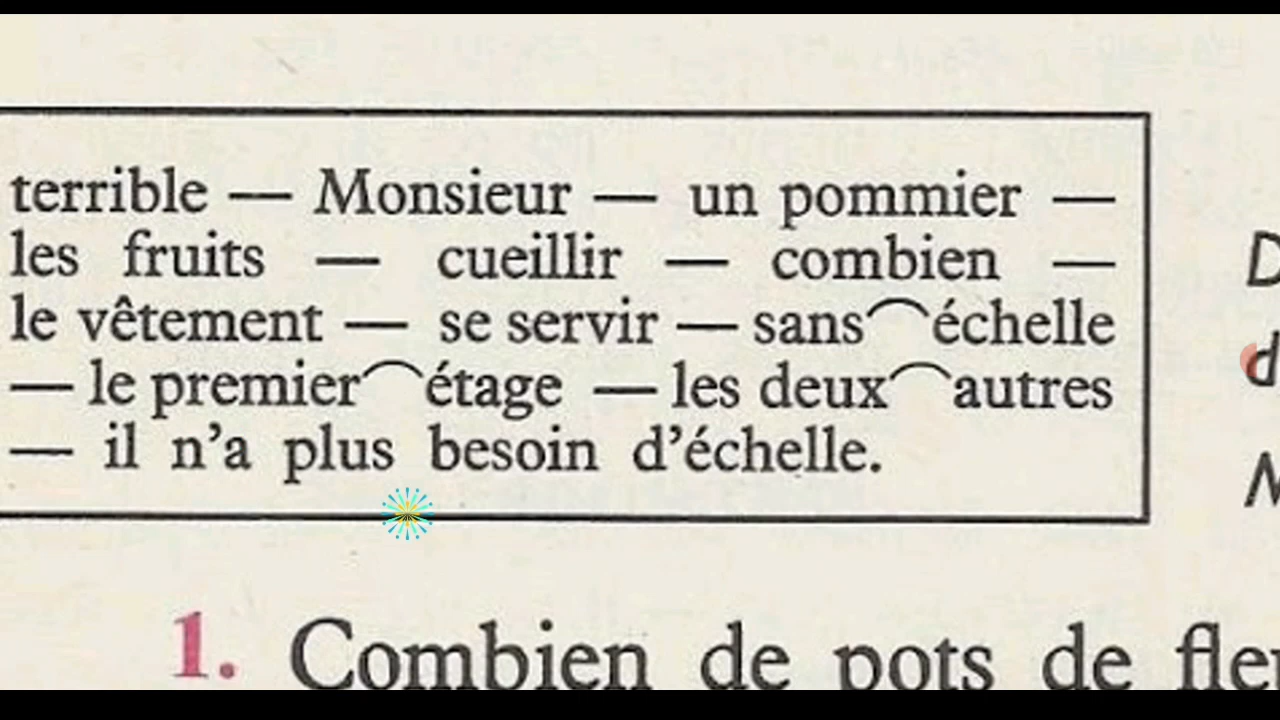 terrible — Monsieur — un pommier —
les fruits — cueillir — combien —
le vêtement — se servir — sans‿échelle
— le premier‿étage — les deux‿autres
— il n'a plus besoin d'échelle.
1. Combien de pots de